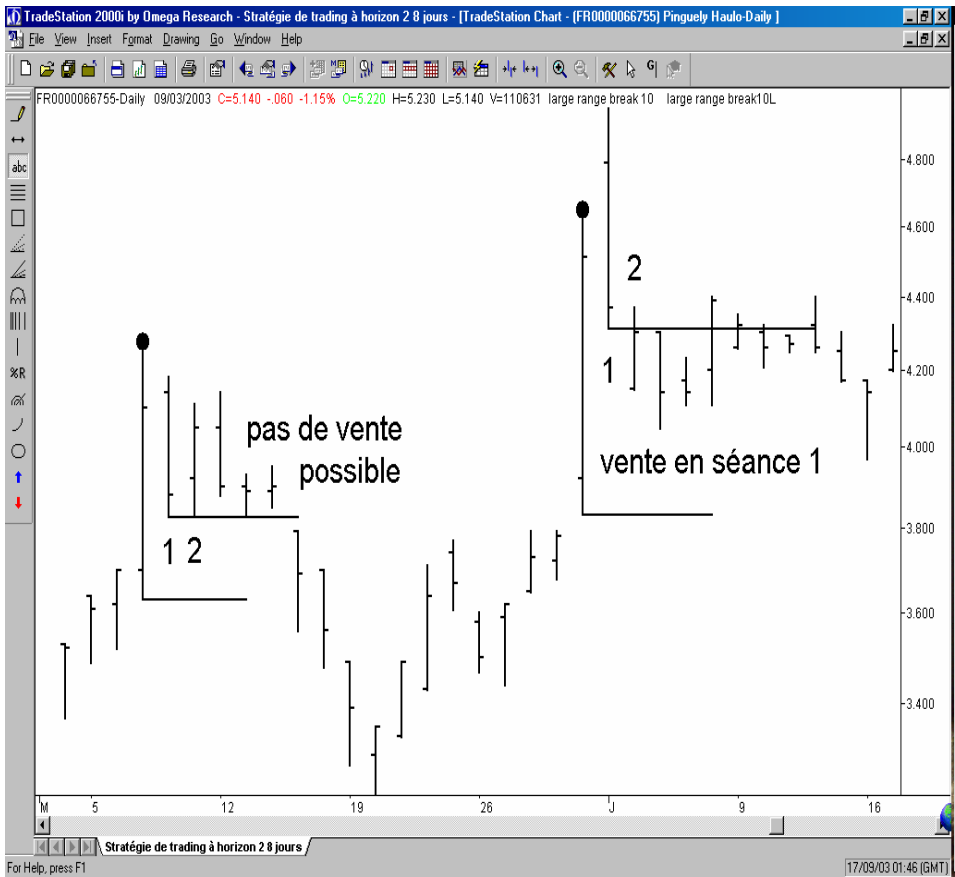 TradeStation 2000i by Omega Research - Stratégie de trading à horizon 2 8 jours - [TradeStation Chart - (FR0000066755) Pinguely Haulo-Daily ]
File View Insert Format Drawing Go Window Help
FR0000066755-Daily 09/03/2003 C=5.140 -.060 -1.15% O=5.220 H=5.230 L=5.140 V=110631 large range break 10 large range break10L
abc
%R
4.800
4.600
4.400
4.200
4.000
3.800
3.600
3.400
2
1
pas de vente
possible
vente en séance 1
1 2
M 5 12 19 26 J 9 16
Stratégie de trading à horizon 2 8 jours
For Help, press F1
17/09/03 01:46 (GMT)